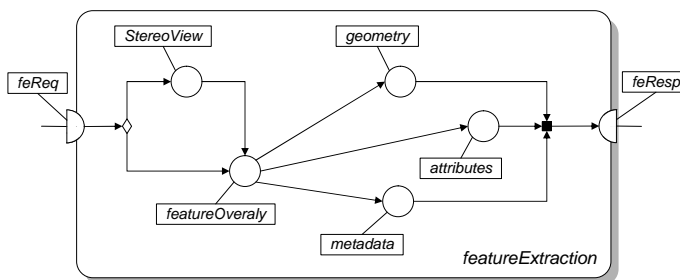 StereoView
geometry
feReq
feResp
attributes
featureOveraly
metadata
featureExtraction